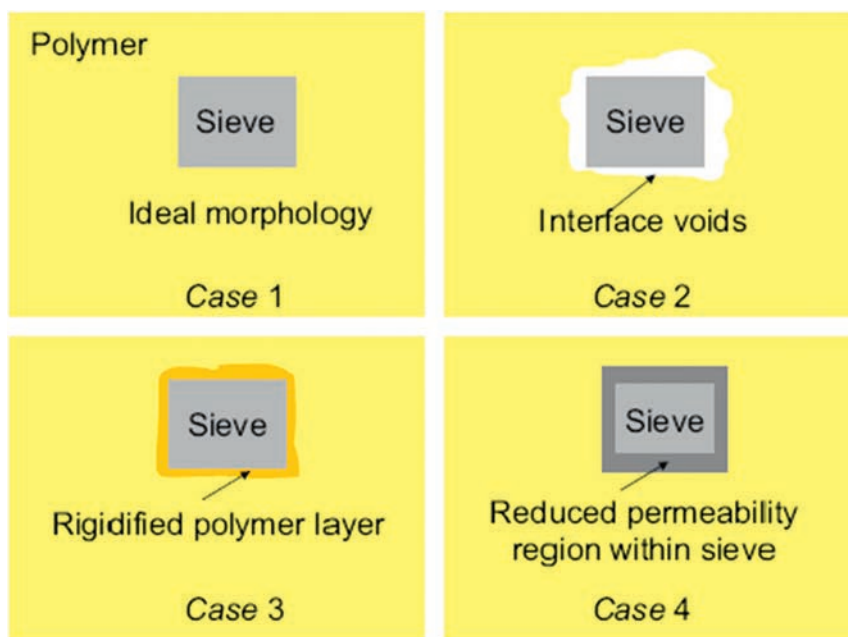 Polymer
Sieve
Ideal morphology
Case 1
Sieve
Interface voids
Case 2
Sieve
Rigidified polymer layer
Case 3
Sieve
Reduced permeability
region within sieve
Case 4